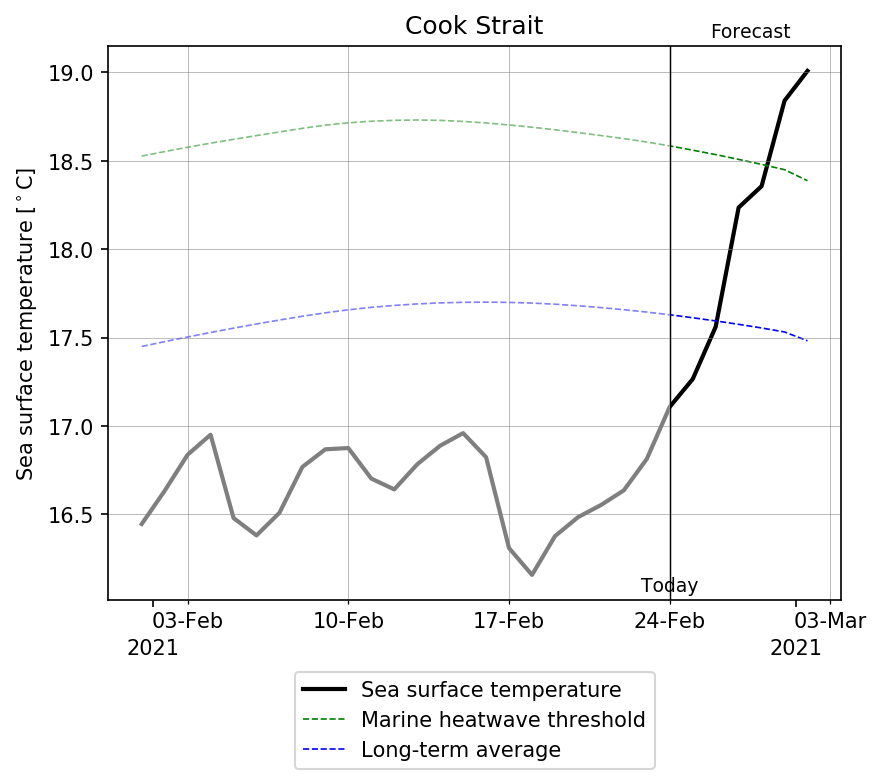 Cook Strait
Forecast
Sea surface temperature [°C]
19.0
18.5
18.0
17.5
17.0
16.5
Today
03-Feb 10-Feb 17-Feb 24-Feb 03-Mar
2021 2021
Sea surface temperature
Marine heatwave threshold
Long-term average